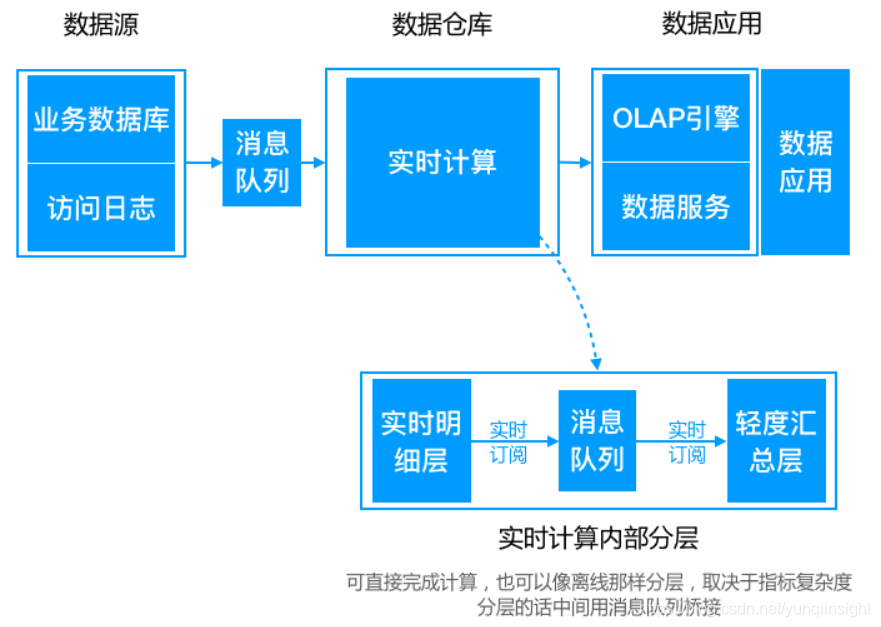 数据源
数据仓库
数据应用
业务数据库
访问日志
消息
队列
实时计算
OLAP引擎
数据服务
数据
应用
实时明
细层
实时
订阅
消息
队列
实时
订阅
轻度汇
总层
实时计算内部分层
可直接完成计算，也可以像离线那样分层，取决于指标复杂度
分层的话中间用消息队列桥接
csdn.net/yunqiinsight